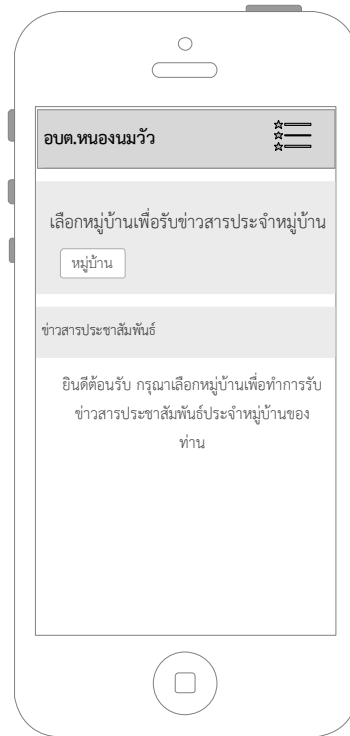 อบต.หนองนมวัว
เลือกหมู่บ้านเพื่อรับข่าวสารประจำหมู่บ้าน
หมู่บ้าน
ข่าวสารประชาสัมพันธ์
ยินดีต้อนรับ กรุณาเลือกหมู่บ้านเพื่อทำการรับ
ข่าวสารประชาสัมพันธ์ประจำหมู่บ้านของ
ท่าน